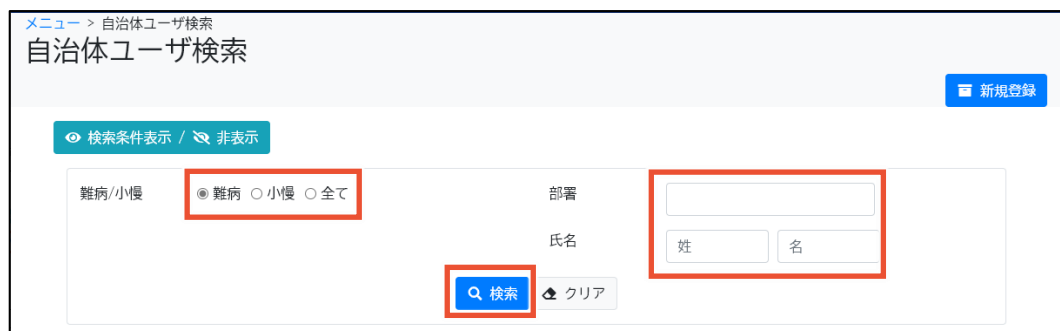 メニュー > 自治体ユーザ検索
自治体ユーザ検索
新規登録
検索条件表示 / 非表示
難病/小慢 難病 小慢 全て 部署
氏名 姓 名
検索 クリア